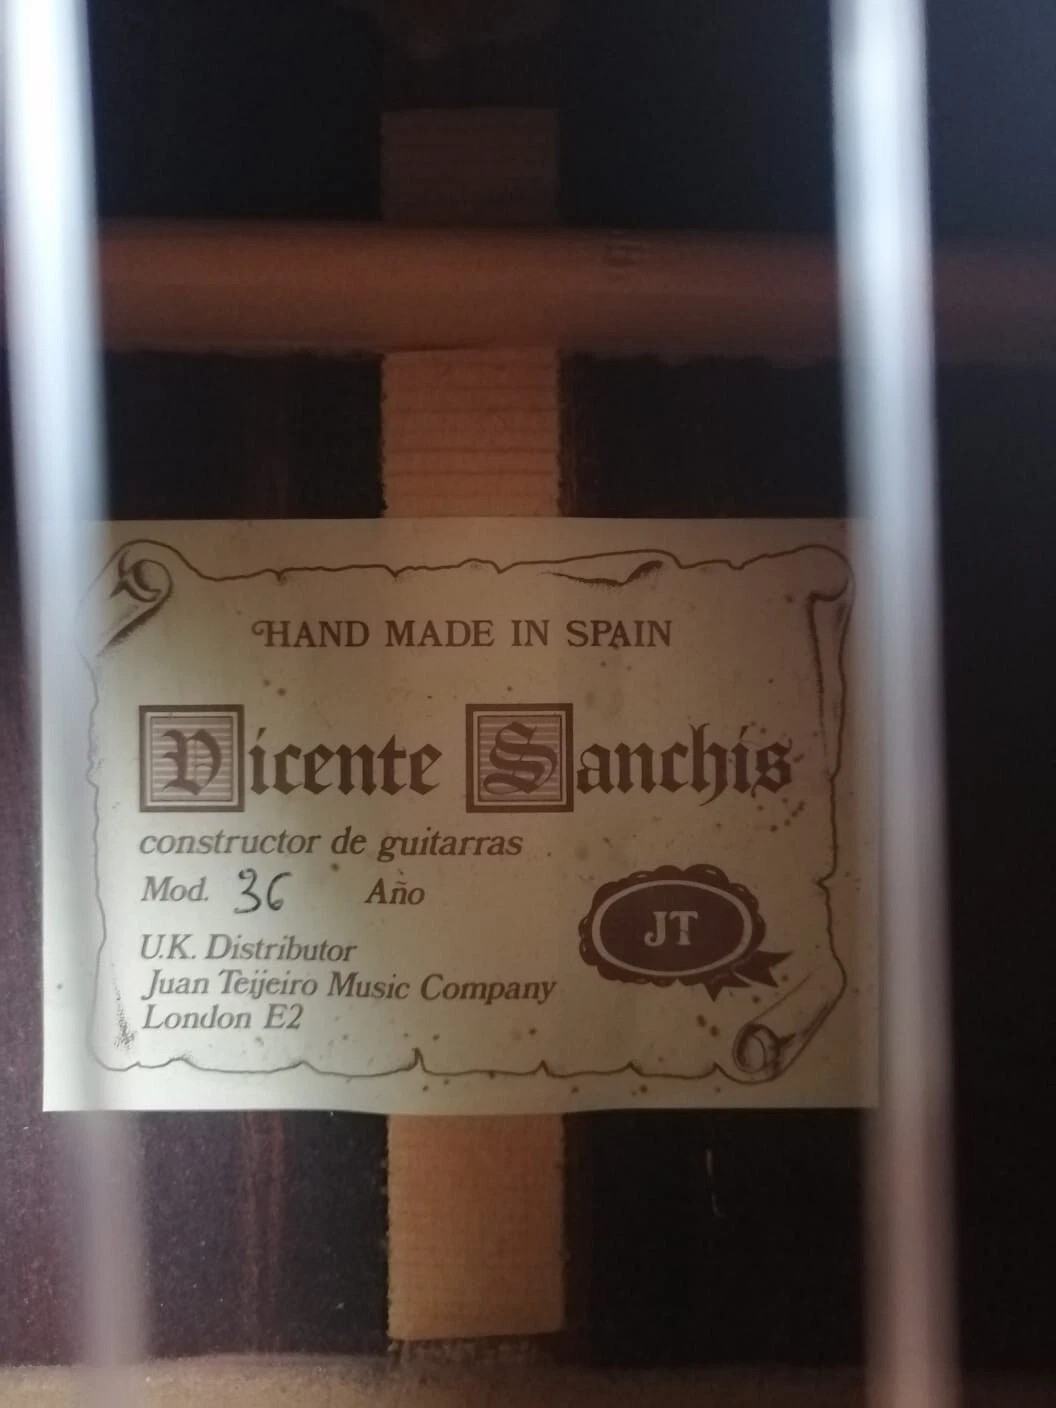 HAND MADE IN SPAIN
Vicente Sanchis
constructor de guitarras
Mod. 36 Año
JT
U.K. Distributor
Juan Teijeiro Music Company
London E2